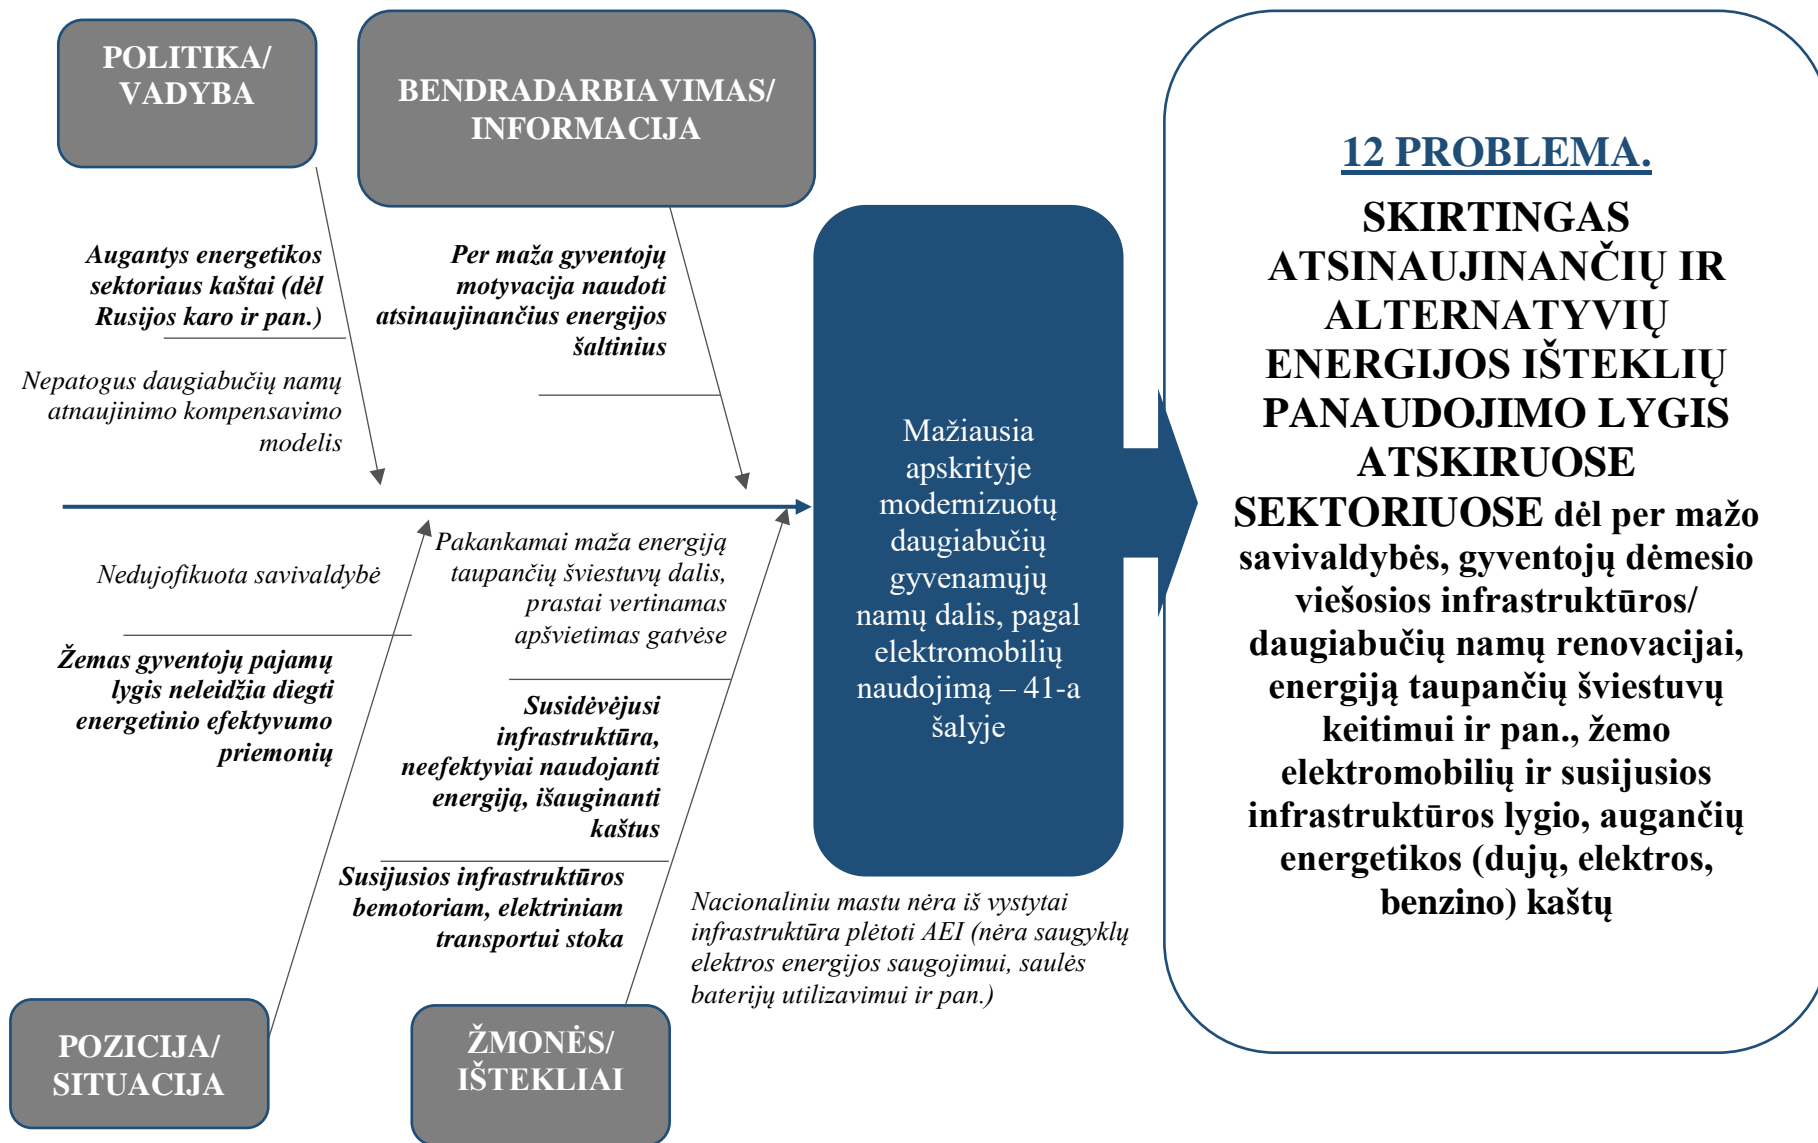 POLITIKA/
VADYBA
BENDRADARBIAVIMAS/
INFORMACIJA
Augantys energetikos
sektoriaus kaštai (dėl
Rusijos karo ir pan.)
Nepatogus daugiabučių namų
atnaujinimo kompensavimo
modelis
Per maža gyventojų
motyvacija naudoti
atsinaujinančius energijos
šaltinius
Nedujofikuota savivaldybė
Žemas gyventojų pajamų
lygis neleidžia diegti
energetinio efektyvumo
priemonių
Pakankamai maža energiją
taupančių šviestuvų dalis,
prastai vertinamas
apšvietimas gatvėse
Susidėvėjusi
infrastruktūra,
neefektyviai naudojanti
energiją, išauginanti
kaštus
Susijusios infrastruktūros
bemotoriam, elektriniam
transportui stoka
Nacionaliniu mastu nėra iš vystytai
infrastruktūra plėtoti AEI (nėra saugyklų
elektros energijos saugojimui, saulės
baterijų utilizavimui ir pan.)
POZICIJA/
SITUACIJA
ŽMONĖS/
IŠTEKLIAI
Mažiausia
apskrityje
modernizuotų
daugiabučių
gyvenamųjų
namų dalis, pagal
elektromobilių
naudojimą – 41-a
šalyje
12 PROBLEMA.
SKIRTINGAS
ATSINAUJINANČIŲ IR
ALTERNATYVIŲ
ENERGIJOS IŠTEKLIŲ
PANAUDOJIMO LYGIS
ATSKIRUOSE
SEKTORIUOSE dėl per mažo
savivaldybės, gyventojų dėmesio
viešosios infrastruktūros/
daugiabučių namų renovacijai,
energiją taupančių šviestuvų
keitimui ir pan., žemo
elektromobilių ir susijusios
infrastruktūros lygio, augančių
energetikos (dujų, elektros,
benzino) kaštų